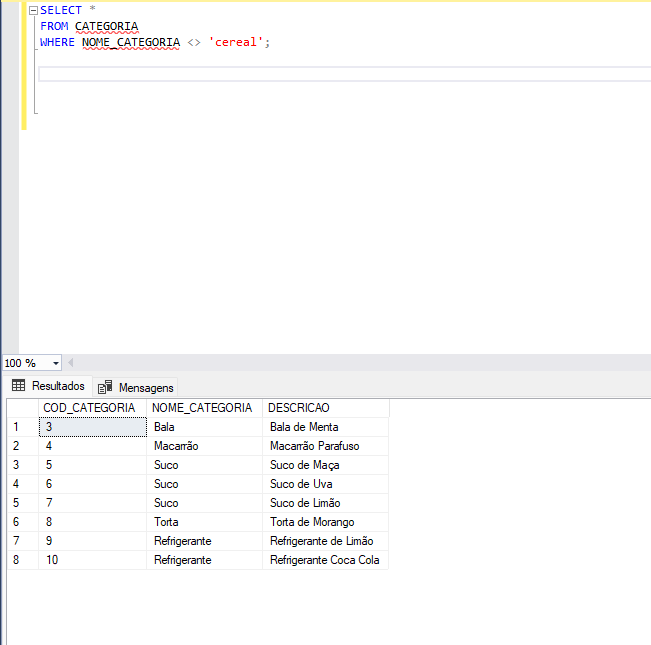 SELECT *
FROM CATEGORIA
WHERE NOME_CATEGORIA <> 'cereal';
100 %
Resultados Mensagens
COD_CATEGORIA NOME_CATEGORIA DESCRICAO
1 3 Bala Bala de Menta
2 4 Macarrão Macarrão Parafuso
3 5 Suco Suco de Maça
4 6 Suco Suco de Uva
5 7 Suco Suco de Limão
6 8 Torta Torta de Morango
7 9 Refrigerante Refrigerante de Limão
8 10 Refrigerante Refrigerante Coca Cola